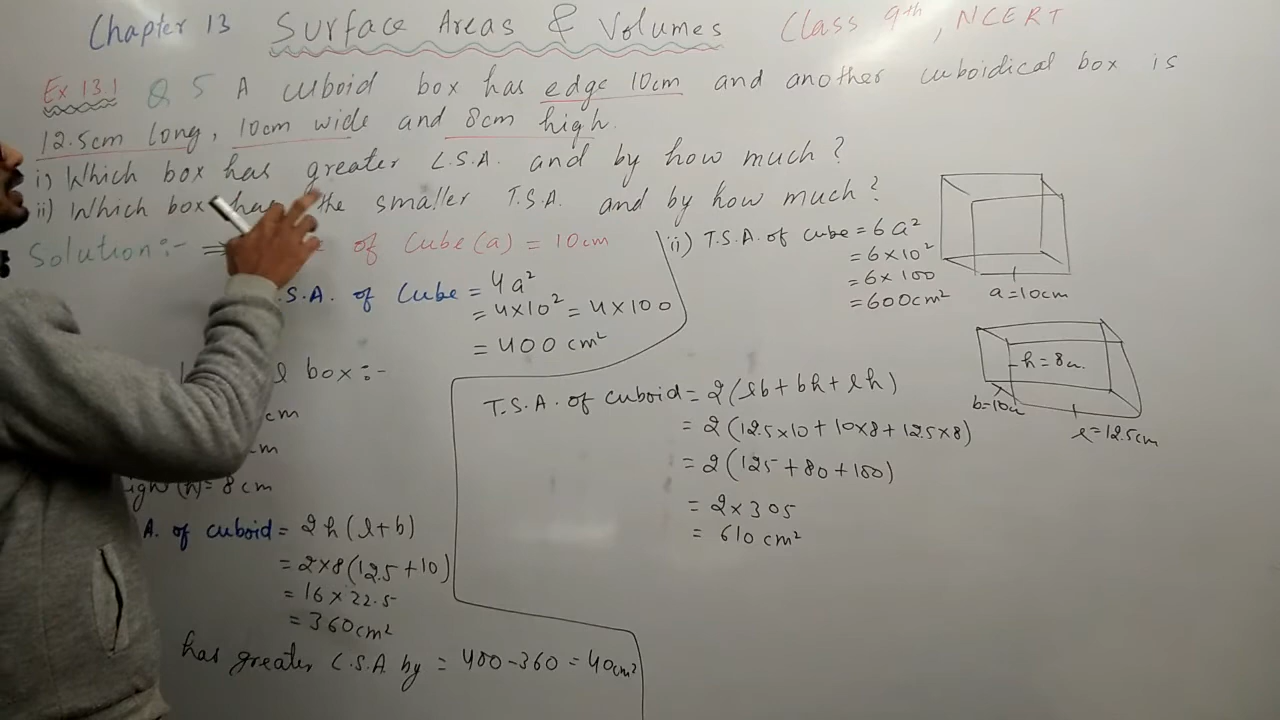 Chapter 13 Surface Areas & Volumes Class 9th, NCERT
Ex 13.1 Q 5 A cuboid box has edge 10cm and another cuboidical box is
12.5cm long, 10cm wide and 8cm high.
i) Which box has greater L.S.A. and by how much?
ii) Which box has the smaller T.S.A. and by how much?
Solution:- ⇒ of Cube(a) = 10cm
.S.A. of Cube = 4a²
= 4×10² = 4×100
= 400 cm²
l box:-
cm
m
(h)= 8cm
A. of cuboid = 2h(l+b)
= 2×8(12.5+10)
= 16×22.5
= 360cm²
has greater L.S.A. by = 400-360 = 40cm²
ii) T.S.A. of cube = 6a²
= 6×10²
= 6×100
= 600cm²
T.S.A. of cuboid = 2(lb+bh+lh)
= 2(12.5×10+10×8+12.5×8)
= 2(125+80+100)
= 2×305
= 610 cm²
a=10cm
h=8c
b=10c
l=12.5cm